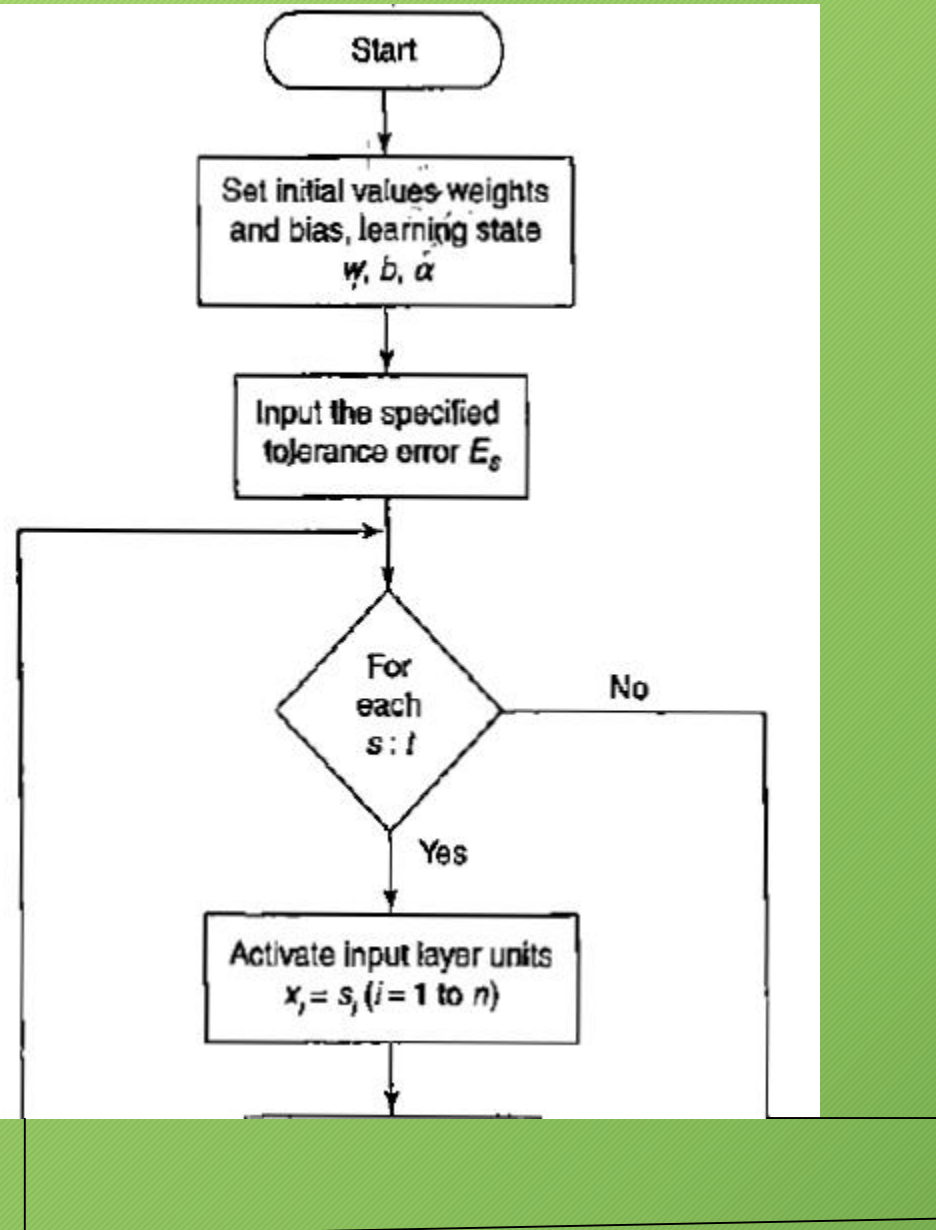 Start
Set initial values-weights
and bias, learning state
w, b, α
Input the specified
tolerance error Es
For
each
s : t
No
Yes
Activate input layer units
xi = si (i = 1 to n)